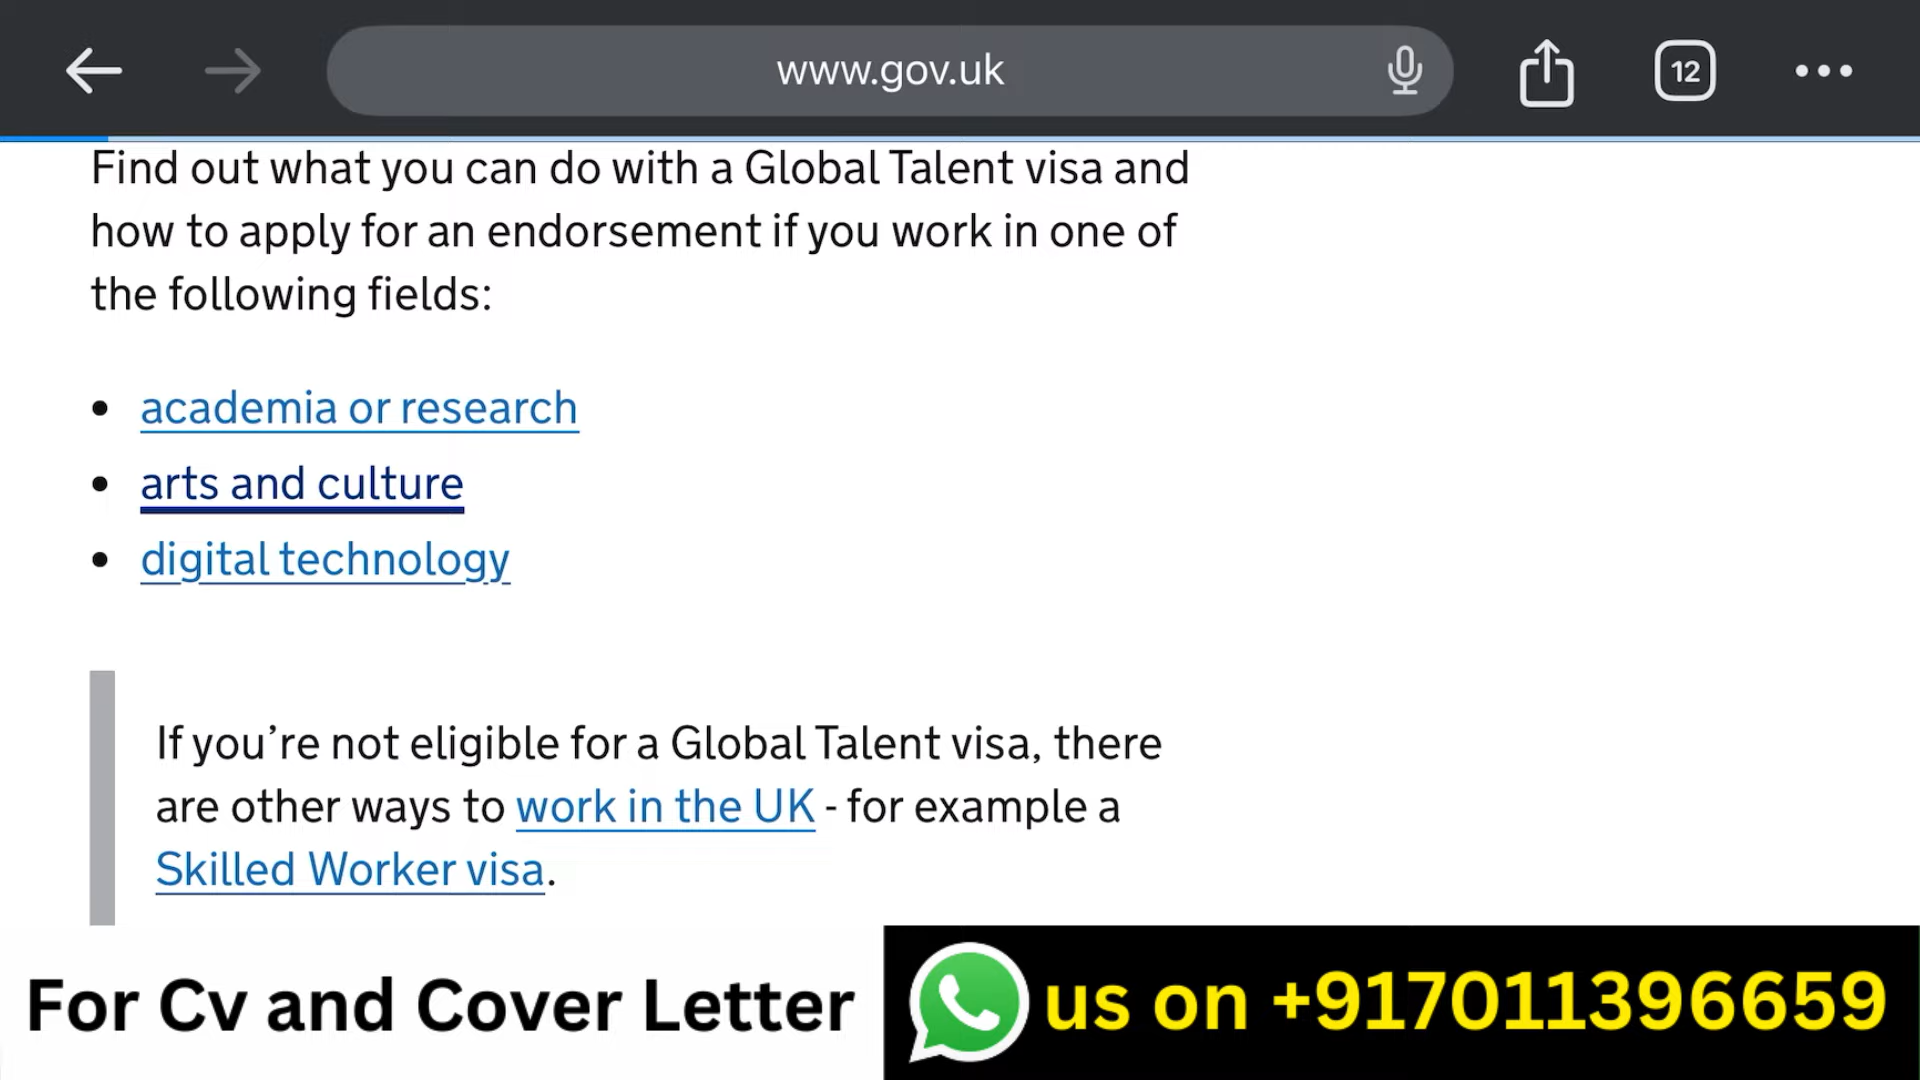 www.gov.uk
12
Find out what you can do with a Global Talent visa and
how to apply for an endorsement if you work in one of
the following fields:
• academia or research
• arts and culture
• digital technology
If you’re not eligible for a Global Talent visa, there
are other ways to work in the UK - for example a
Skilled Worker visa.
For Cv and Cover Letter us on +917011396659